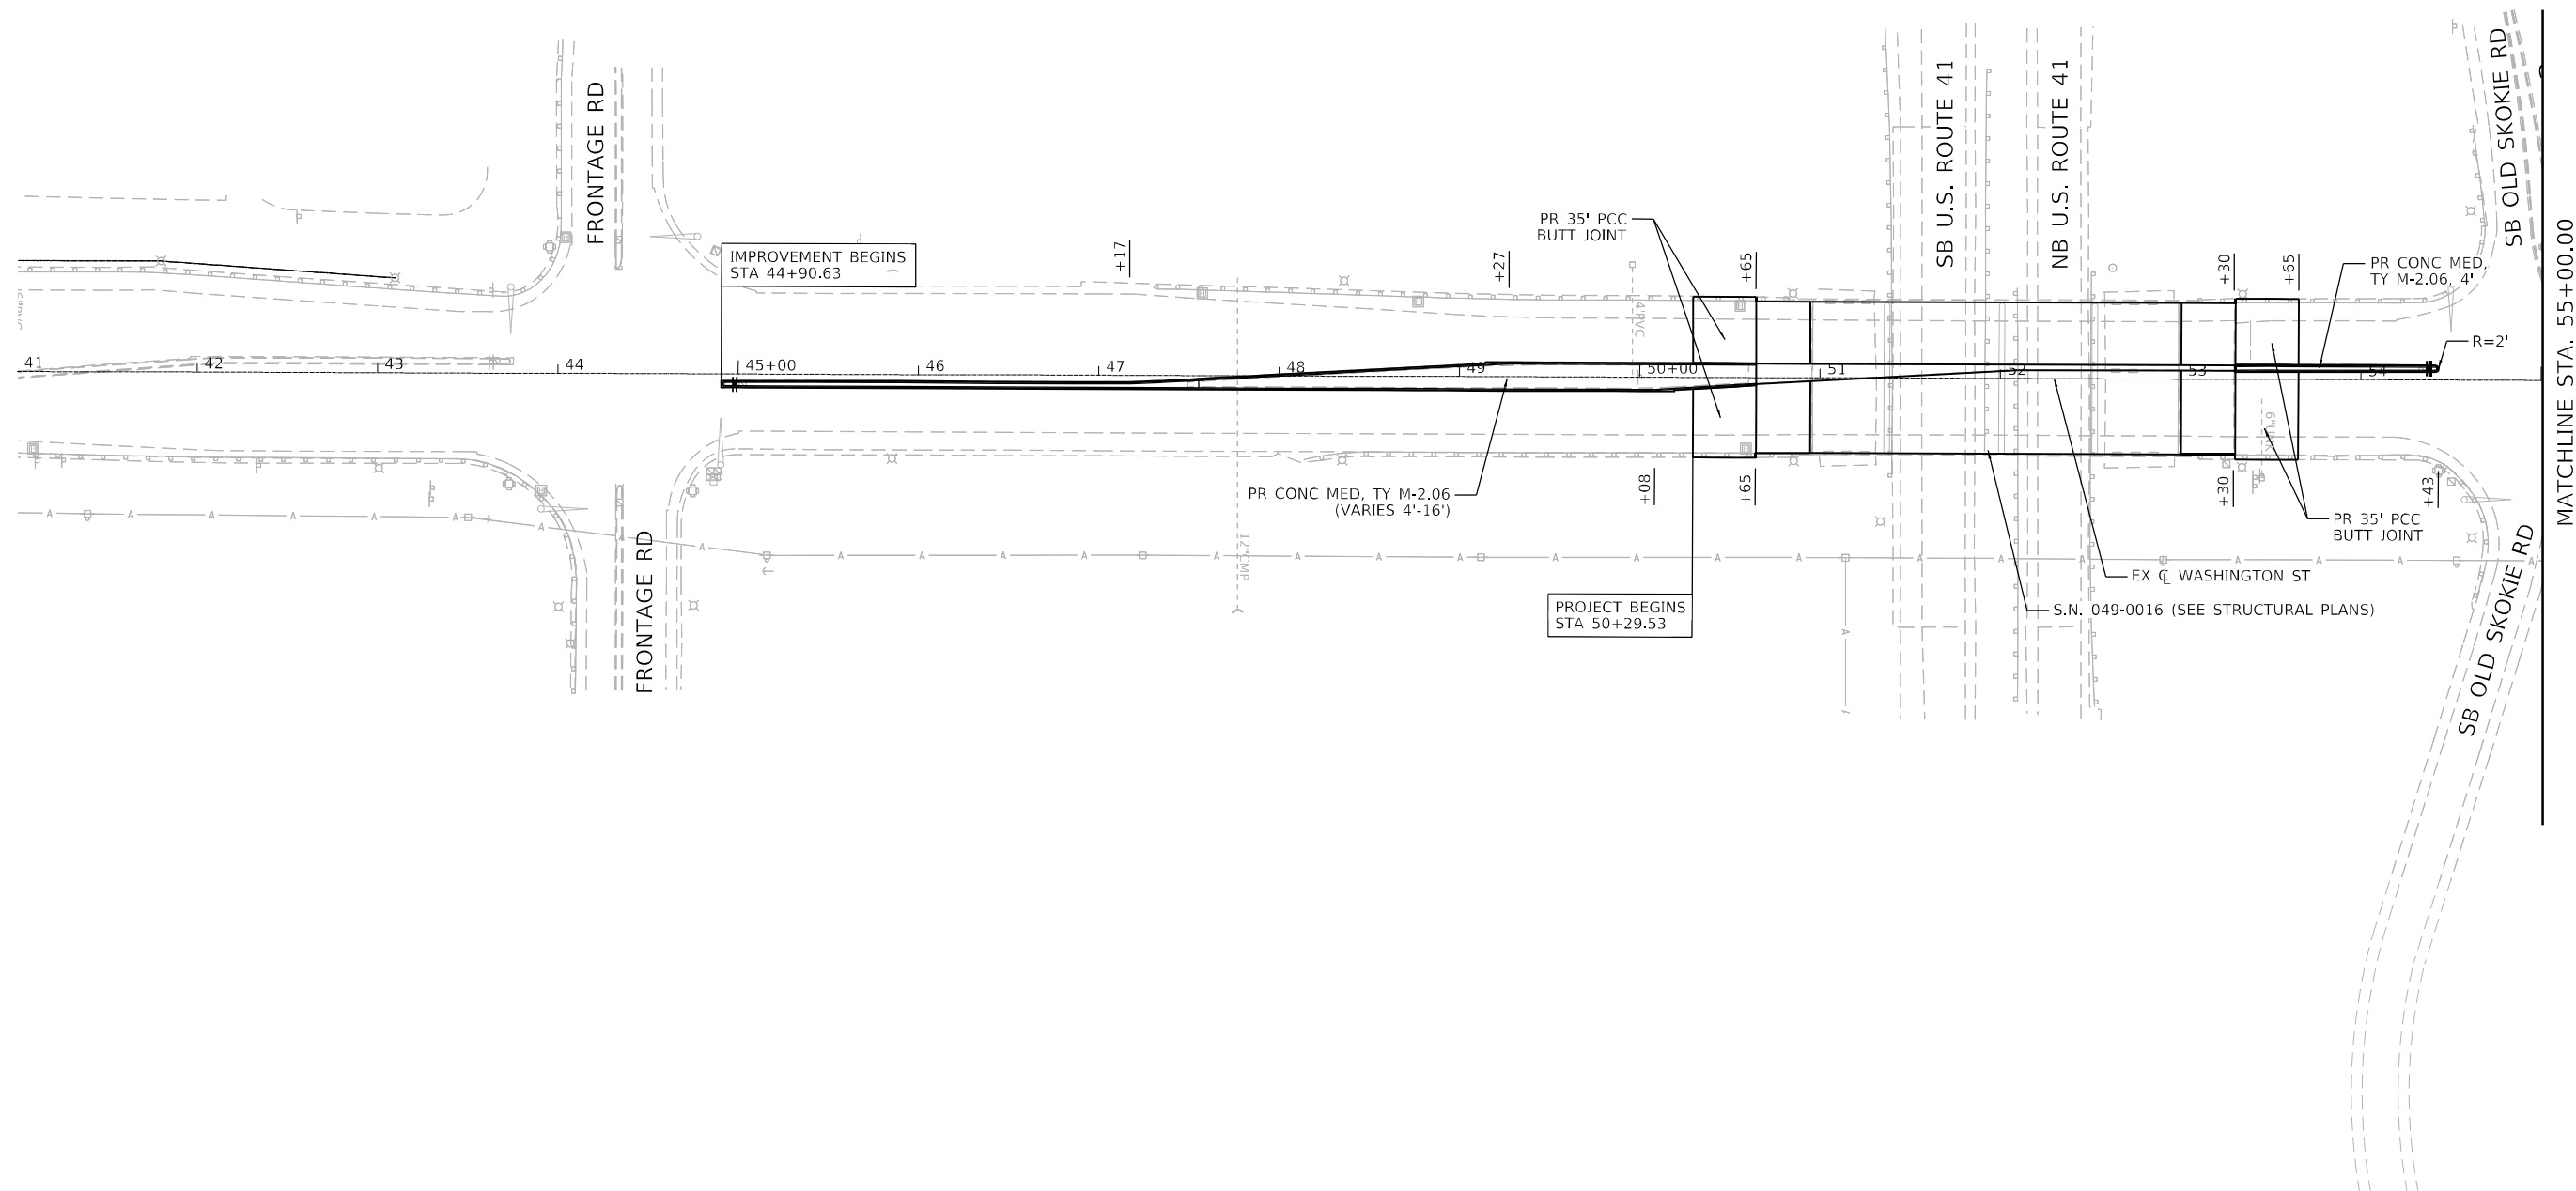 FRONTAGE RD
SB U.S. ROUTE 41
NB U.S. ROUTE 41
SB OLD SKOKIE RD
MATCHLINE STA. 55+00.00
IMPROVEMENT BEGINS
STA 44+90.63
+17
+27
PR 35' PCC
BUTT JOINT
+65
+30
+65
PR CONC MED,
TY M-2.06, 4'
R=2'
4"PVC
41
42
43
44
45+00
46
47
48
49
50+00
51
52
53
54
PR CONC MED, TY M-2.06
(VARIES 4'-16')
+08
+65
+30
+43
PR 35' PCC
BUTT JOINT
12"CMP
A A A A A A A A A A A A A A A A A A A A A A A A A A A A A
A
EX CL WASHINGTON ST
S.N. 049-0016 (SEE STRUCTURAL PLANS)
PROJECT BEGINS
STA 50+29.53
FRONTAGE RD
SB OLD SKOKIE RD